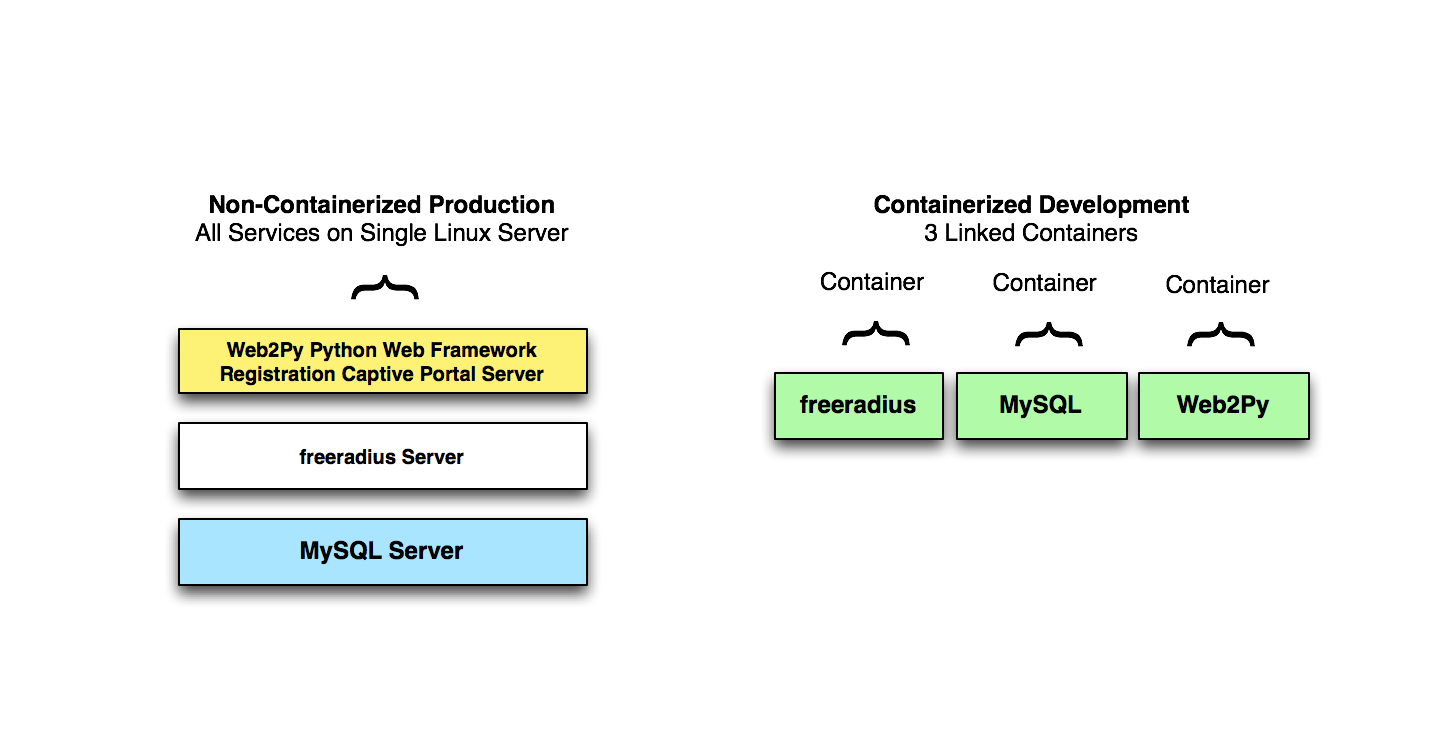 Non-Containerized Production
All Services on Single Linux Server
Web2Py Python Web Framework
Registration Captive Portal Server
freeradius Server
MySQL Server
Containerized Development
3 Linked Containers
Container
Container
Container
freeradius
MySQL
Web2Py